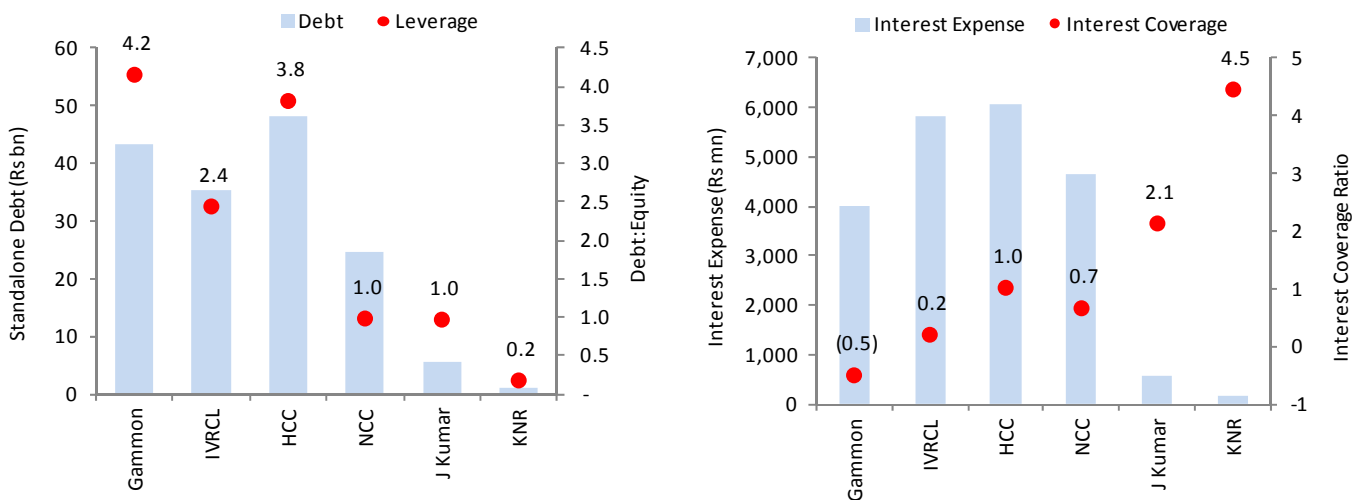 Debt Leverage
60
50
40
30
20
10
0
Standalone Debt (Rs bn)
4.2
2.4
3.8
1.0
1.0
0.2
4.5
4.0
3.5
3.0
2.5
2.0
1.5
1.0
0.5
-
Debt:Equity
Gammon
IVRCL
HCC
NCC
J Kumar
KNR
Interest Expense Interest Coverage
7,000
6,000
5,000
4,000
3,000
2,000
1,000
0
Interest Expense (Rs mn)
(0.5)
0.2
1.0
0.7
2.1
4.5
5
4
3
2
1
0
-1
Interest Coverage Ratio
Gammon
IVRCL
HCC
NCC
J Kumar
KNR